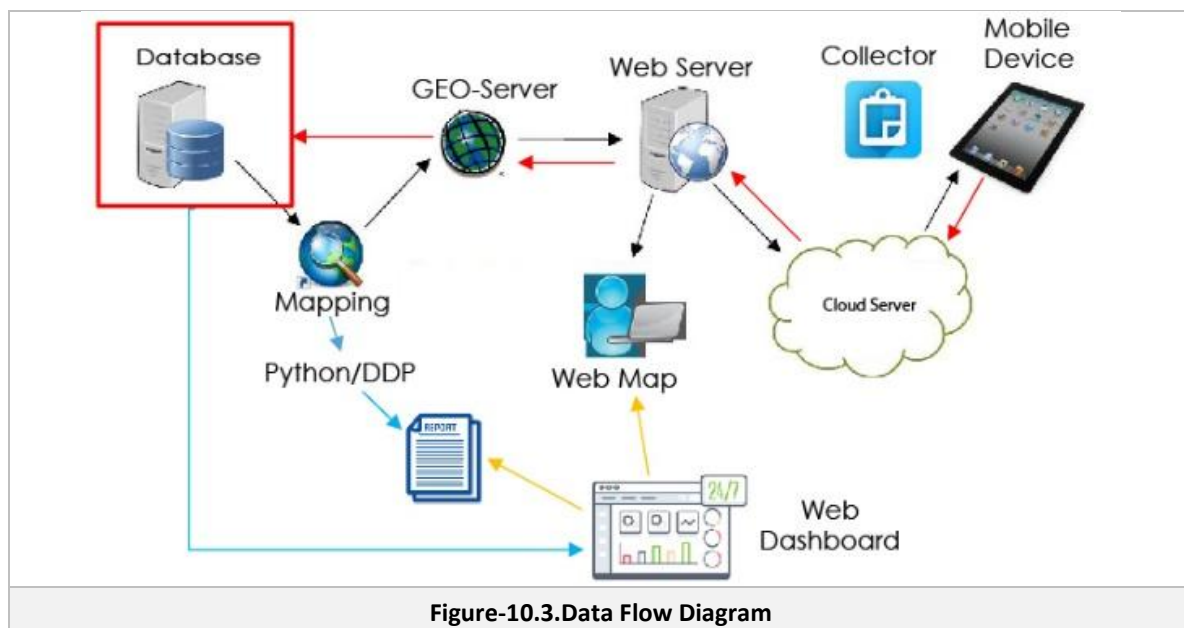 Database
GEO-Server
Web Server
Collector
Mobile
Device
Mapping
Cloud Server
Python/DDP
Web Map
REPORT
24/7
Web
Dashboard
Figure-10.3.Data Flow Diagram